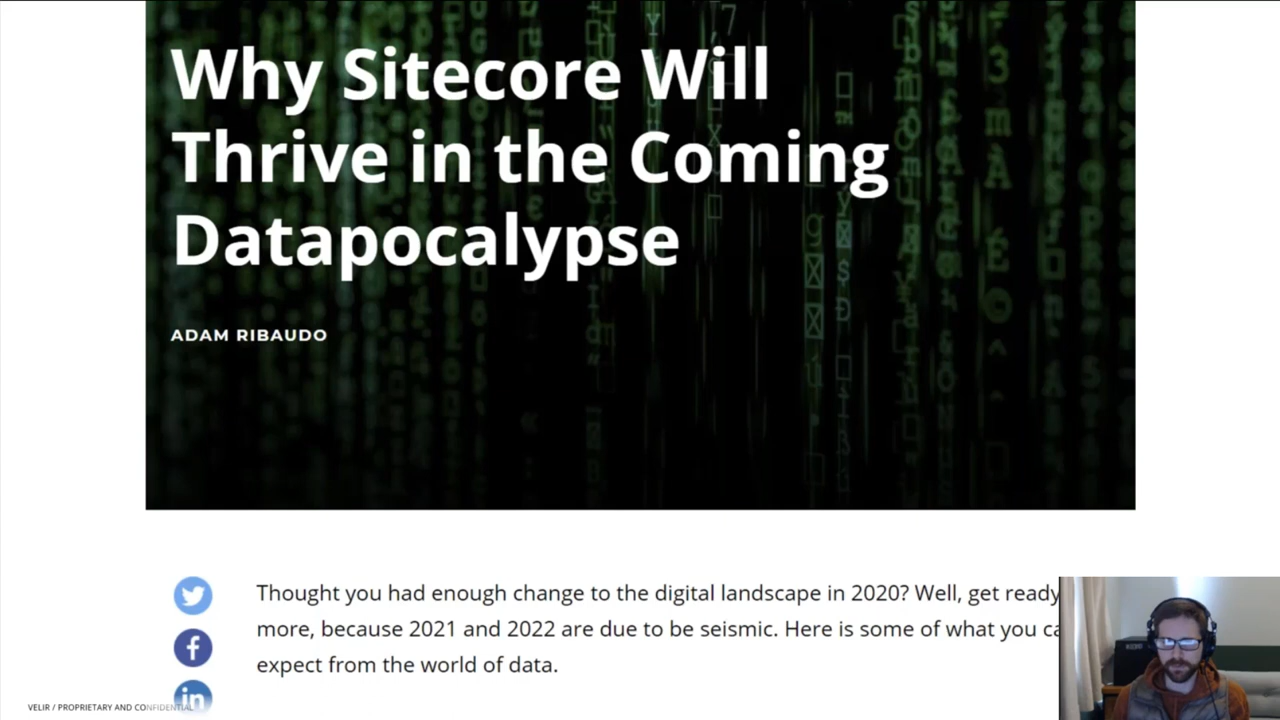 Why Sitecore Will
Thrive in the Coming
Datapocalypse
ADAM RIBAUDO
Thought you had enough change to the digital landscape in 2020? Well, get ready
more, because 2021 and 2022 are due to be seismic. Here is some of what you ca
expect from the world of data.
in
VELIR / PROPRIETARY AND CONFIDENTIAL